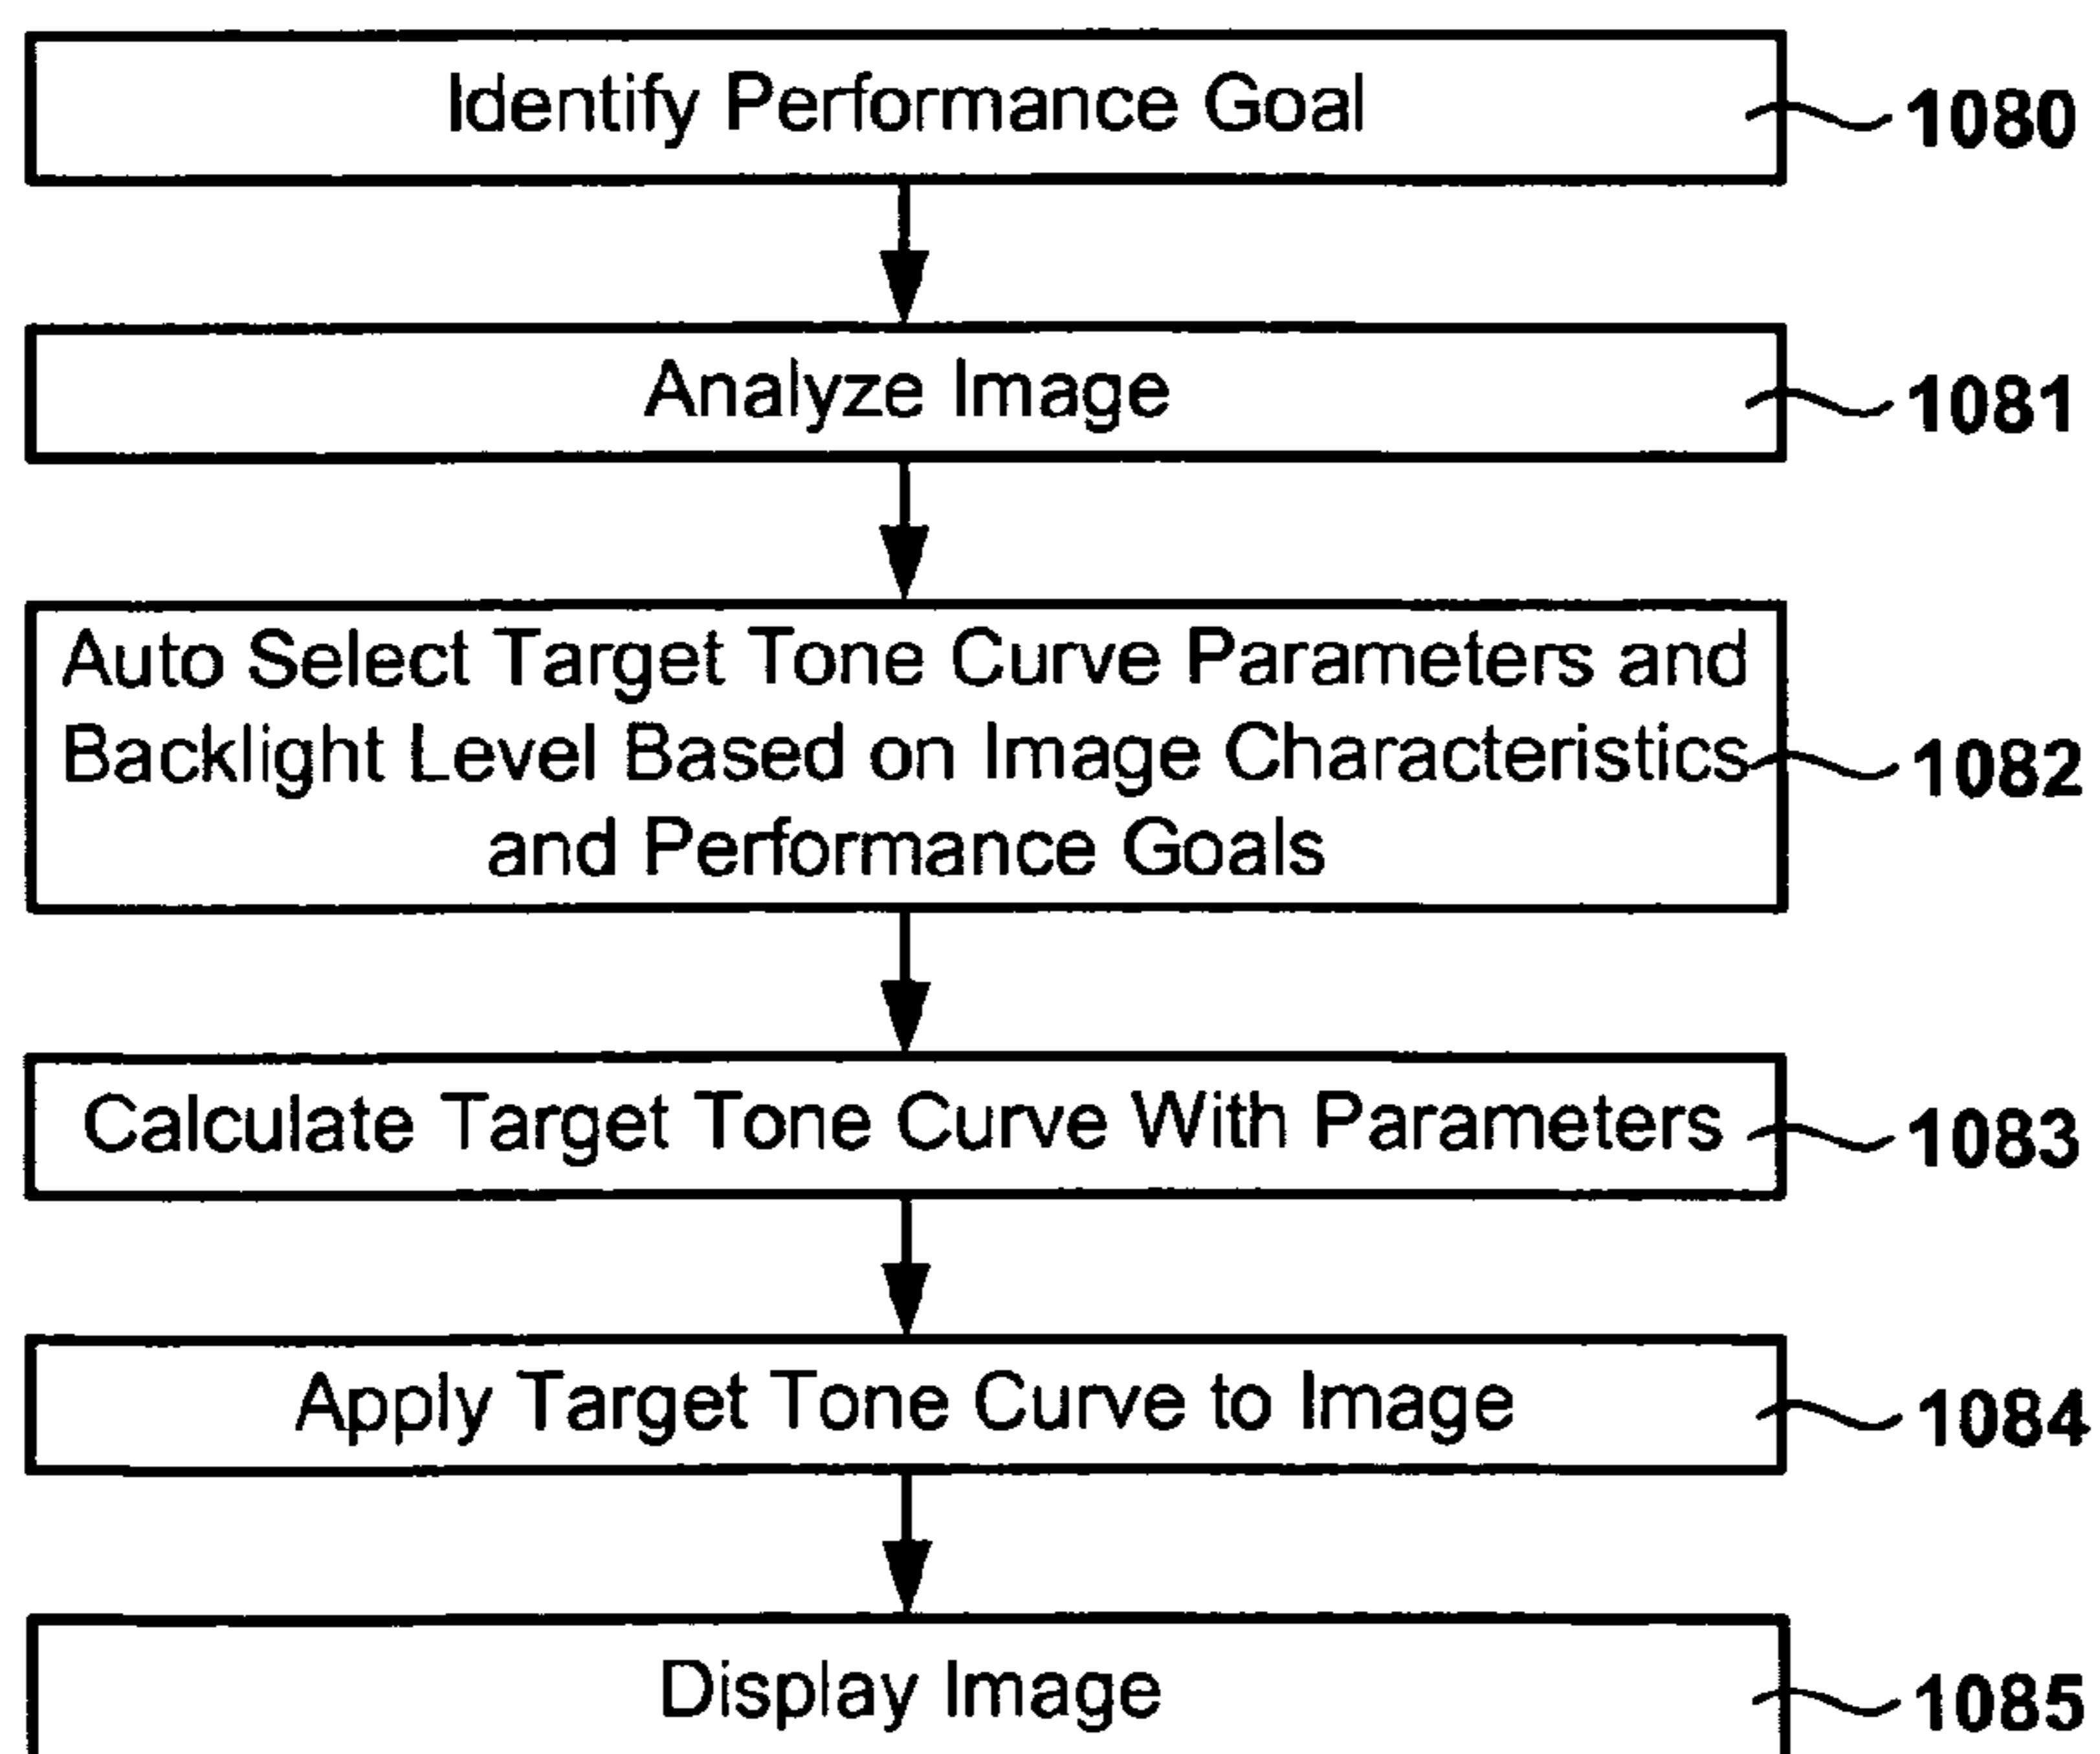 Identify Performance Goal
1080
Analyze Image
1081
Auto Select Target Tone Curve Parameters and
Backlight Level Based on Image Characteristics
and Performance Goals
1082
Calculate Target Tone Curve With Parameters
1083
Apply Target Tone Curve to Image
1084
Display Image
1085